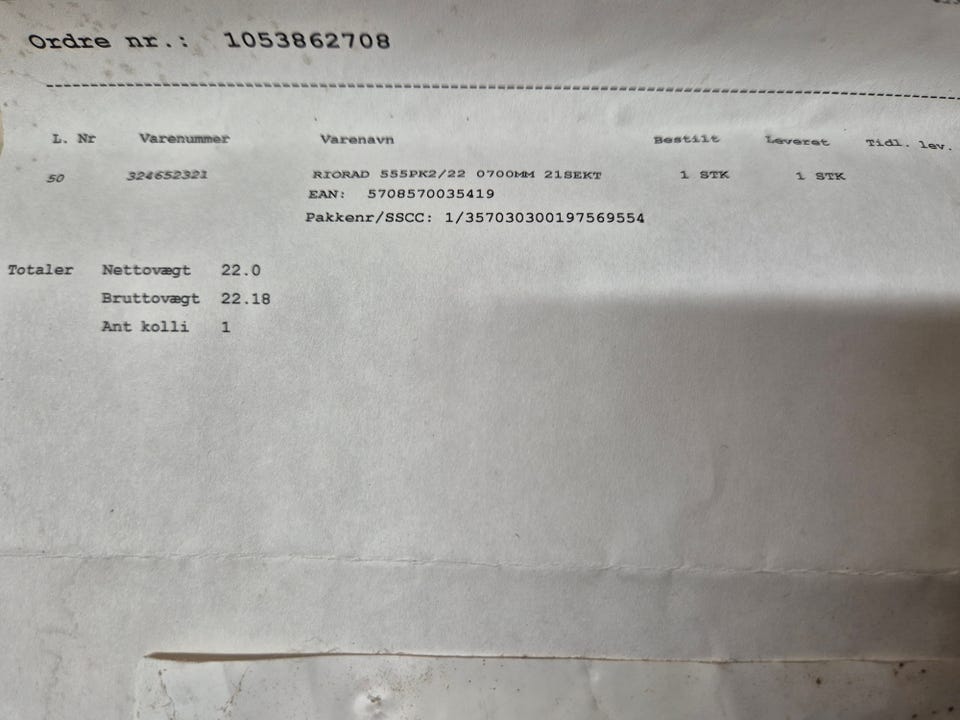 Ordre nr.: 1053862708
L. Nr Varenummer Varenavn Bestilt Leveret Tidl. lev.
50 324652321 RIORAD 555PK2/22 0700MM 21SEKT 1 STK 1 STK
EAN: 5708570035419
Pakkenr/SSCC: 1/357030300197569554
Totaler Nettovægt 22.0
Bruttovægt 22.18
Ant kolli 1